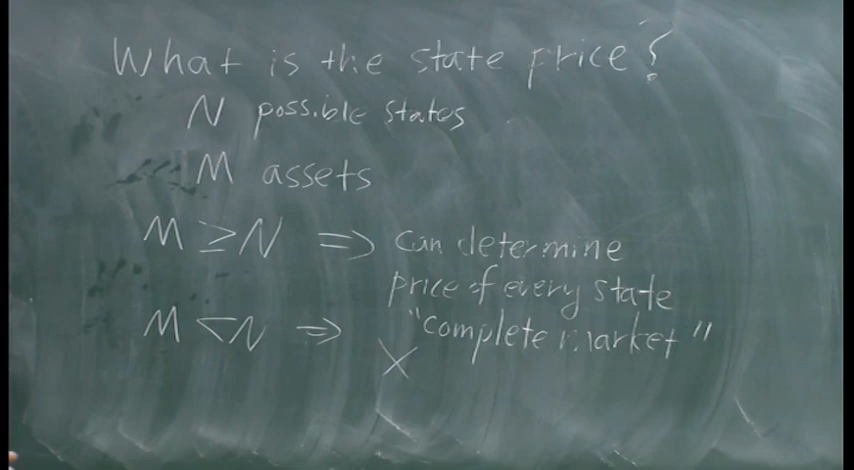 What is the state price?
N possible states
M assets
M ≥ N ⇒ can determine
price of every state
"complete market"
M < N ⇒ X